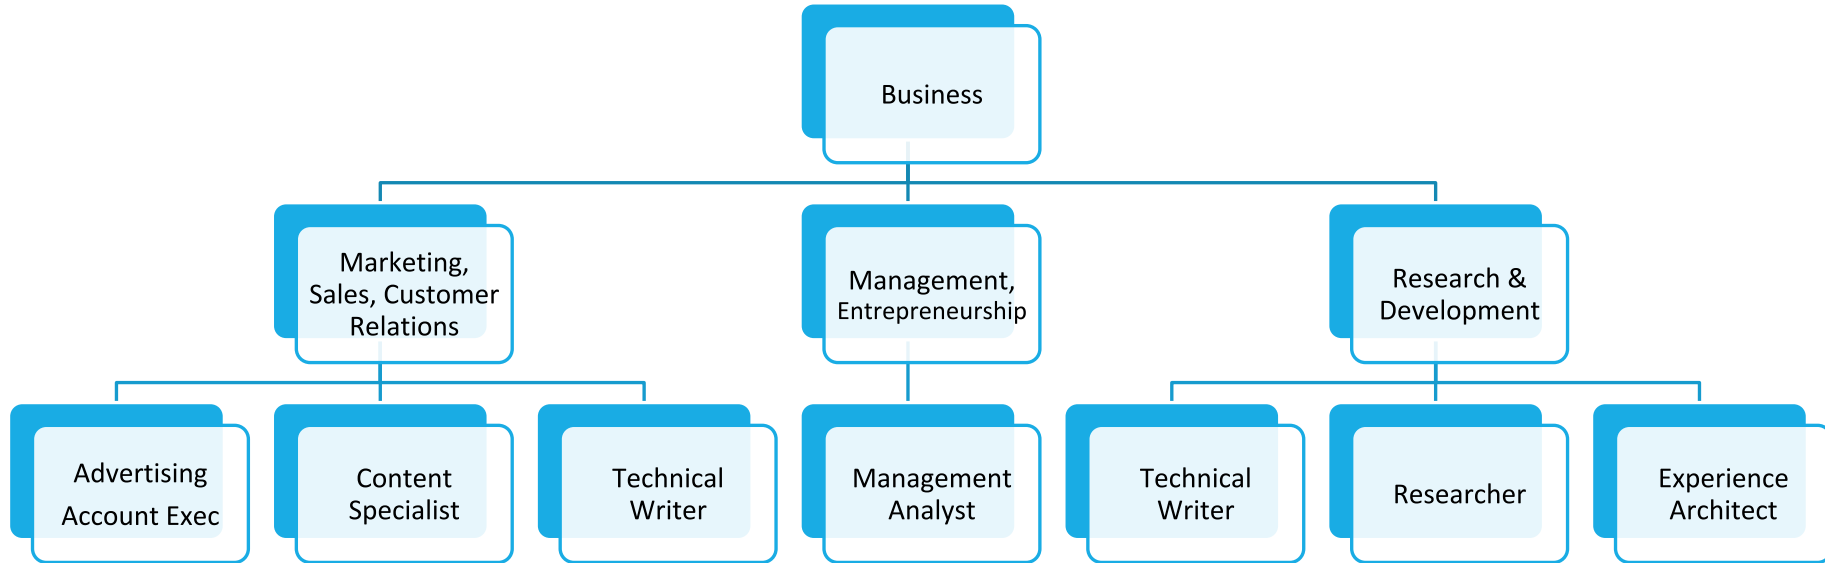 Business
Marketing,
Sales, Customer
Relations
Management,
Entrepreneurship
Research &
Development
Advertising
Account Exec
Content
Specialist
Technical
Writer
Management
Analyst
Technical
Writer
Researcher
Experience
Architect